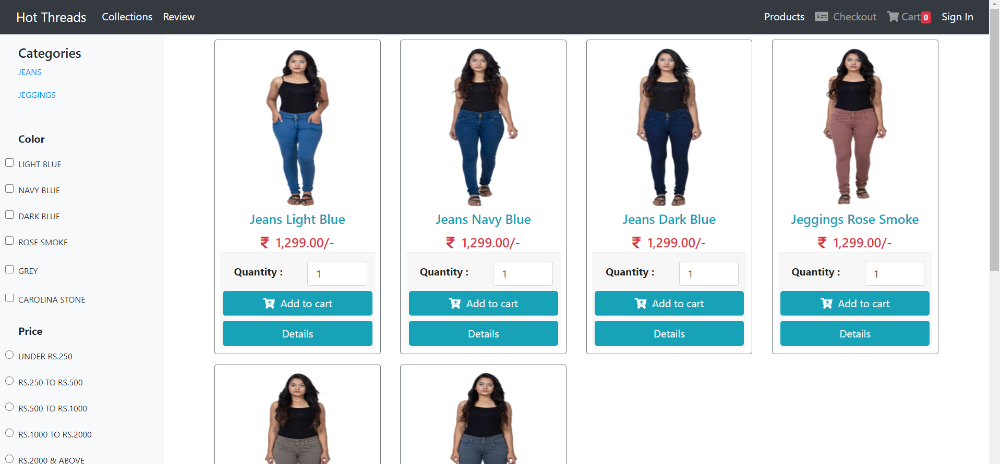 Hot Threads Collections Review Products Checkout Cart 0 Sign In
Categories
JEANS
JEGGINGS
Color
LIGHT BLUE
NAVY BLUE
DARK BLUE
ROSE SMOKE
GREY
CAROLINA STONE
Price
UNDER RS.250
RS.250 TO RS.500
RS.500 TO RS.1000
RS.1000 TO RS.2000
RS.2000 & ABOVE
Jeans Light Blue
₹ 1,299.00/-
Quantity : 1
Add to cart
Details
Jeans Navy Blue
₹ 1,299.00/-
Quantity : 1
Add to cart
Details
Jeans Dark Blue
₹ 1,299.00/-
Quantity : 1
Add to cart
Details
Jeggings Rose Smoke
₹ 1,299.00/-
Quantity : 1
Add to cart
Details